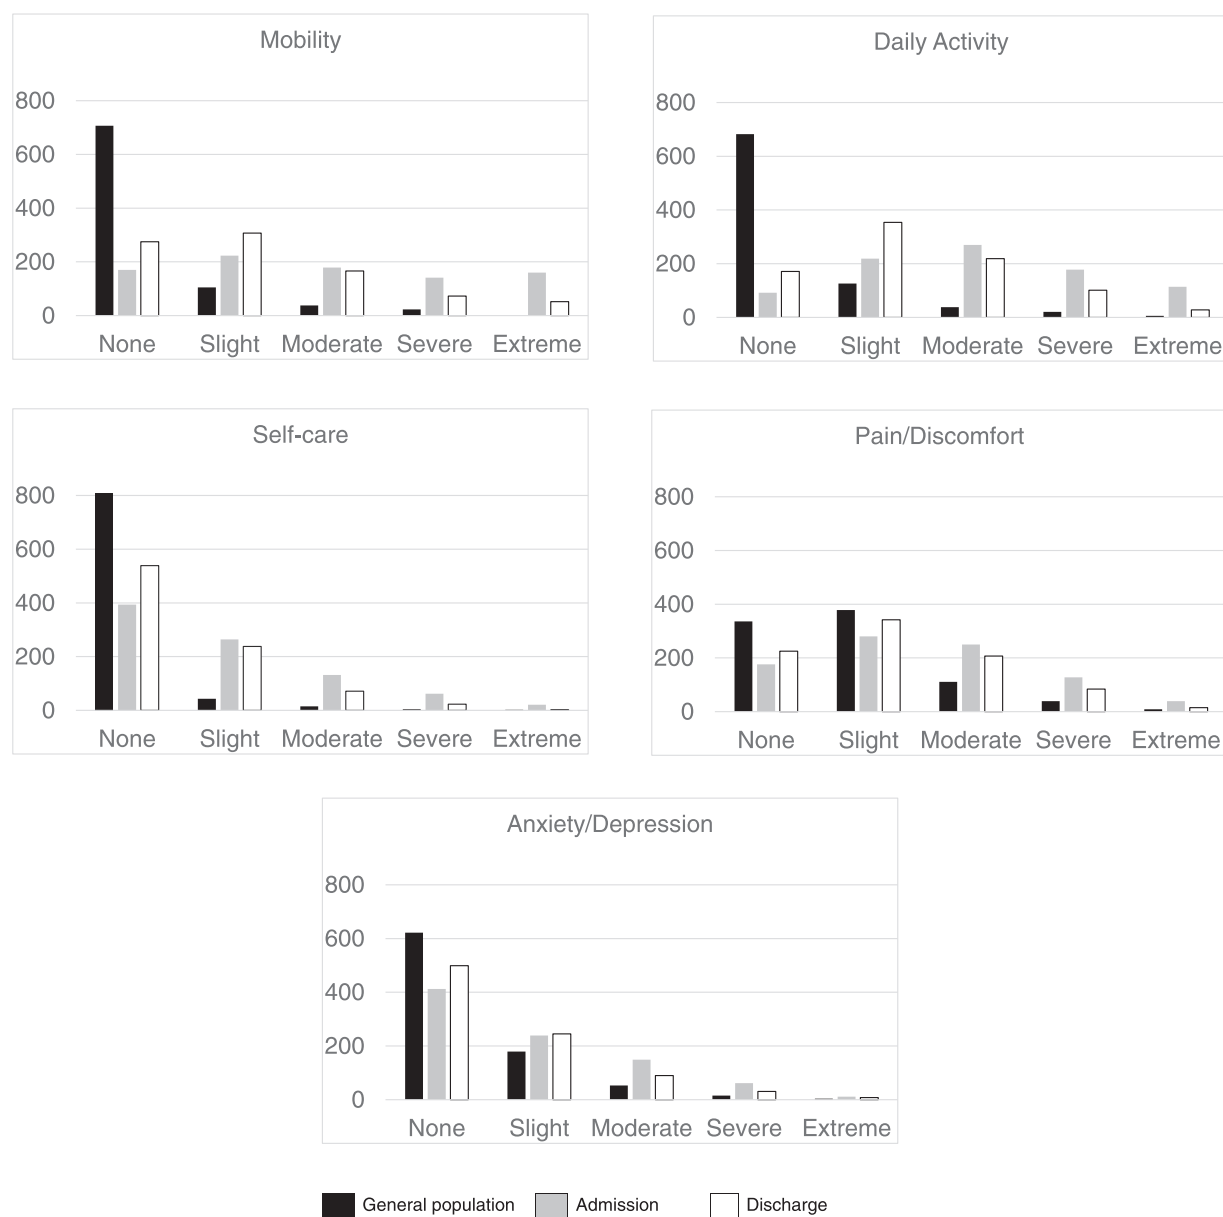 Mobility
800
600
400
200
0
None Slight Moderate Severe Extreme
Daily Activity
800
600
400
200
0
None Slight Moderate Severe Extreme
Self-care
800
600
400
200
0
None Slight Moderate Severe Extreme
Pain/Discomfort
800
600
400
200
0
None Slight Moderate Severe Extreme
Anxiety/Depression
800
600
400
200
0
None Slight Moderate Severe Extreme
General population Admission Discharge